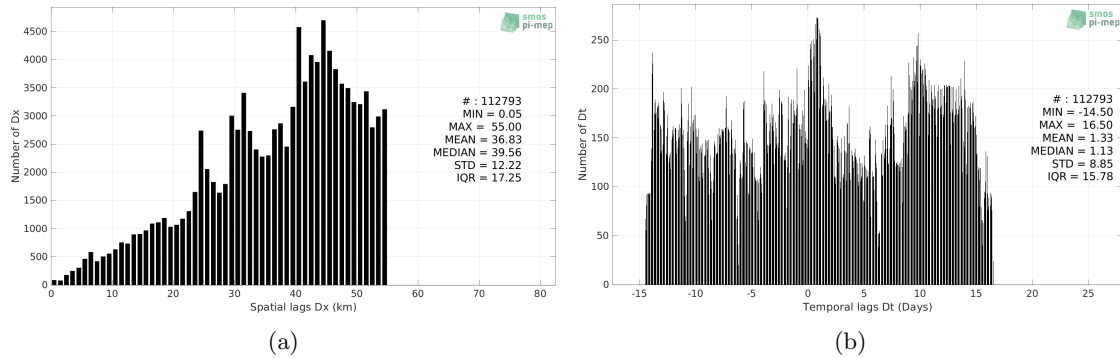 smos
pi-mep
4500
4000
3500
3000
2500
2000
1500
1000
500
0
Number of Dx
# : 112793
MIN = 0.05
MAX = 55.00
MEAN = 36.83
MEDIAN = 39.56
STD = 12.22
IQR = 17.25
0 10 20 30 40 50 60 70 80
Spatial lags Dx (km)
(a)
smos
pi-mep
250
200
150
100
50
0
Number of Dt
# : 112793
MIN = -14.50
MAX = 16.50
MEAN = 1.33
MEDIAN = 1.13
STD = 8.85
IQR = 15.78
-15 -10 -5 0 5 10 15 20 25
Temporal lags Dt (Days)
(b)